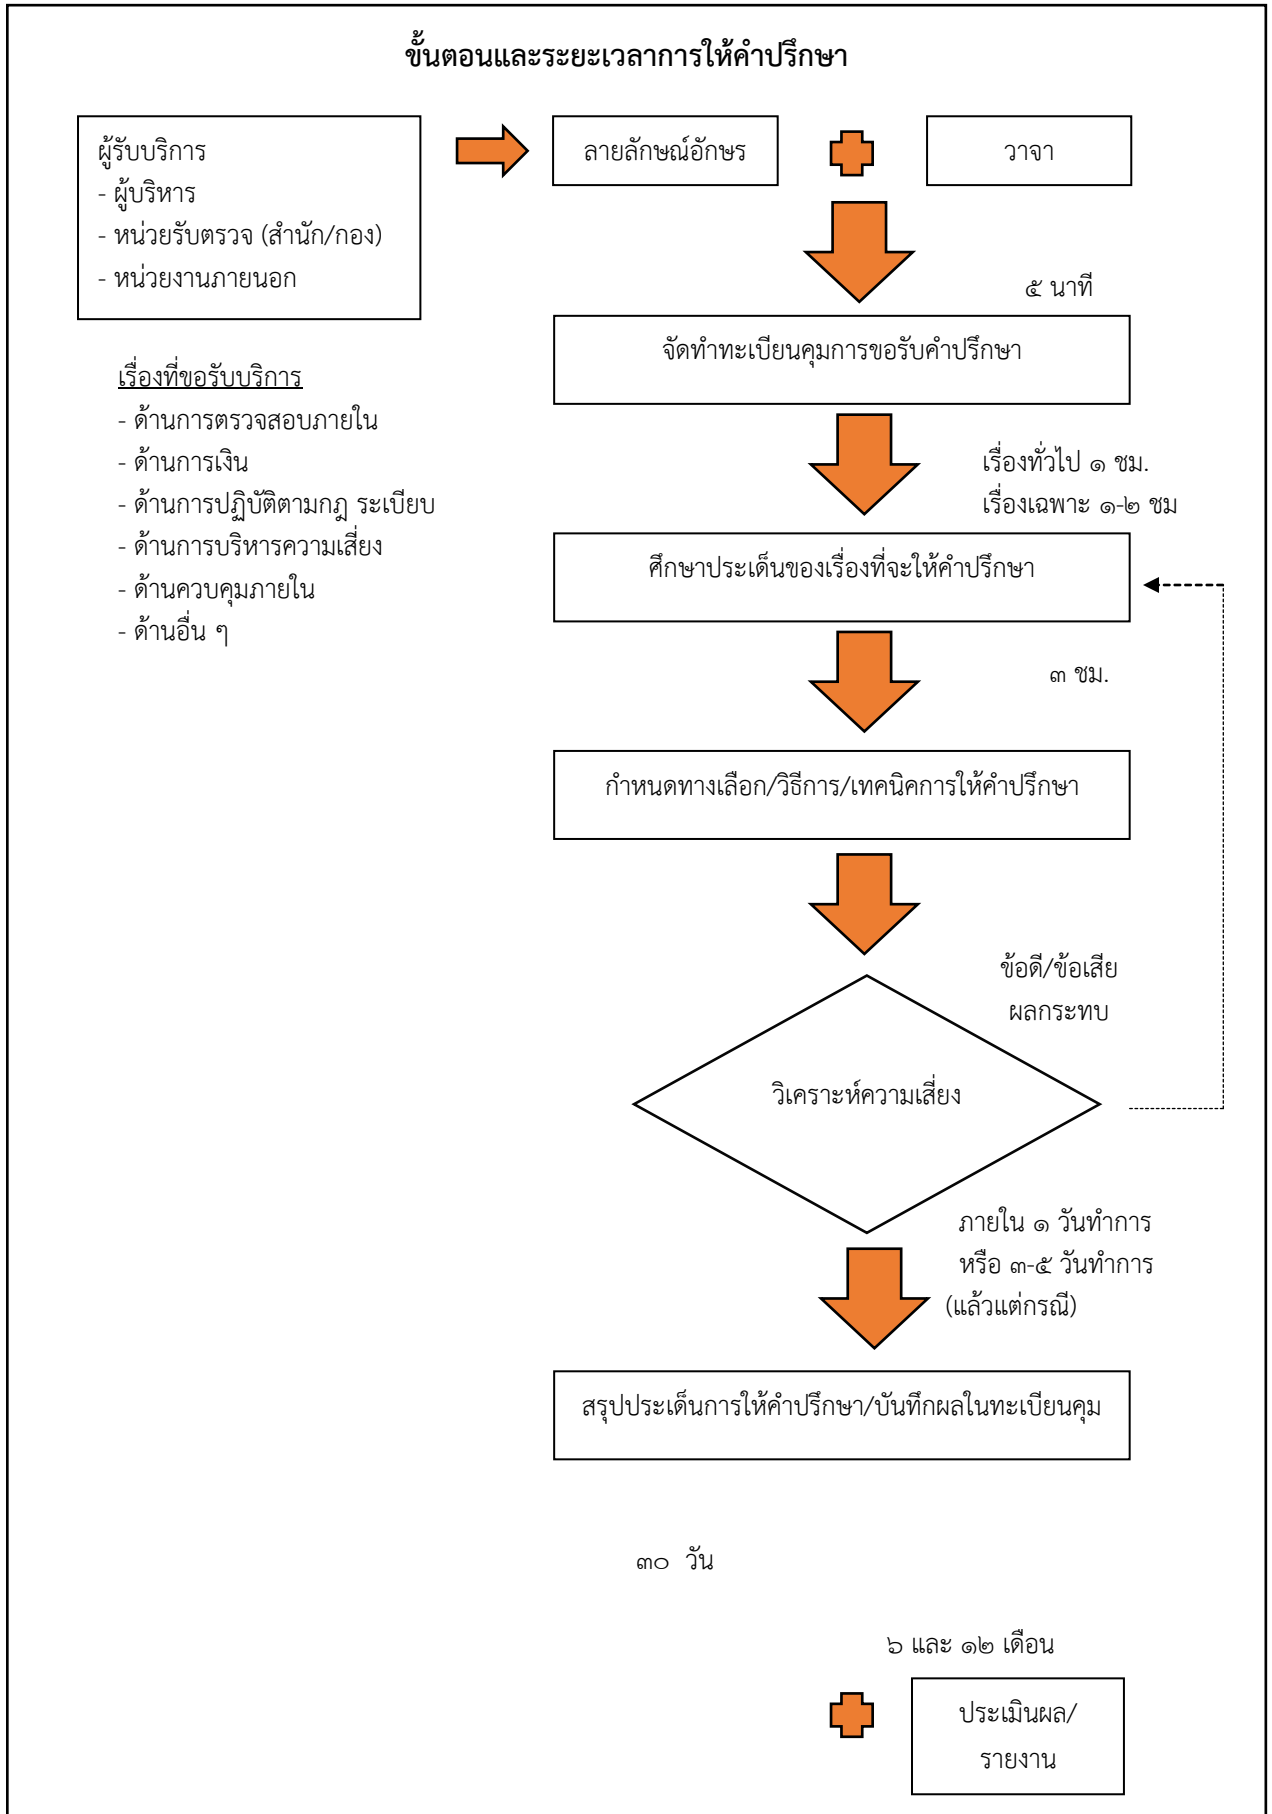 ขั้นตอนและระยะเวลาการให้คำปรึกษา
ผู้รับบริการ
- ผู้บริหาร
- หน่วยรับตรวจ (สำนัก/กอง)
- หน่วยงานภายนอก
ลายลักษณ์อักษร
วาจา
๕ นาที
จัดทำทะเบียนคุมการขอรับคำปรึกษา
เรื่องที่ขอรับบริการ
- ด้านการตรวจสอบภายใน
- ด้านการเงิน
- ด้านการปฏิบัติตามกฎ ระเบียบ
- ด้านการบริหารความเสี่ยง
- ด้านควบคุมภายใน
- ด้านอื่น ๆ
เรื่องทั่วไป ๑ ชม.
เรื่องเฉพาะ ๑-๒ ชม
ศึกษาประเด็นของเรื่องที่จะให้คำปรึกษา
๓ ชม.
กำหนดทางเลือก/วิธีการ/เทคนิคการให้คำปรึกษา
ข้อดี/ข้อเสีย
ผลกระทบ
วิเคราะห์ความเสี่ยง
ภายใน ๑ วันทำการ
หรือ ๓-๕ วันทำการ
(แล้วแต่กรณี)
สรุปประเด็นการให้คำปรึกษา/บันทึกผลในทะเบียนคุม
๓๐ วัน
๖ และ ๑๒ เดือน
ประเมินผล/
รายงาน